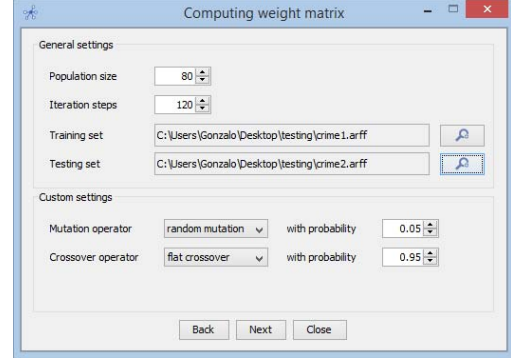 Computing weight matrix
General settings
Population size 80
Iteration steps 120
Training set C:\Users\Gonzalo\Desktop\testing\crime1.arff
Testing set C:\Users\Gonzalo\Desktop\testing\crime2.arff
Custom settings
Mutation operator random mutation with probability 0.05
Crossover operator flat crossover with probability 0.95
Back Next Close